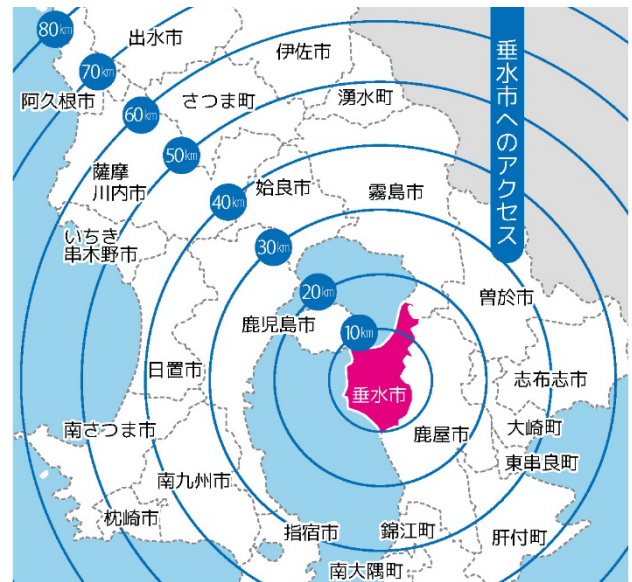 80km
出水市
伊佐市
70km
阿久根市
60km
さつま町
湧水町
垂水市へのアクセス
50km
薩摩
川内市
姶良市
40km
霧島市
いちき
串木野市
30km
20km
曽於市
鹿児島市
10km
日置市
垂水市
志布志市
南さつま市
鹿屋市
大崎町
東串良町
南九州市
枕崎市
指宿市
錦江町
肝付町
南大隅町